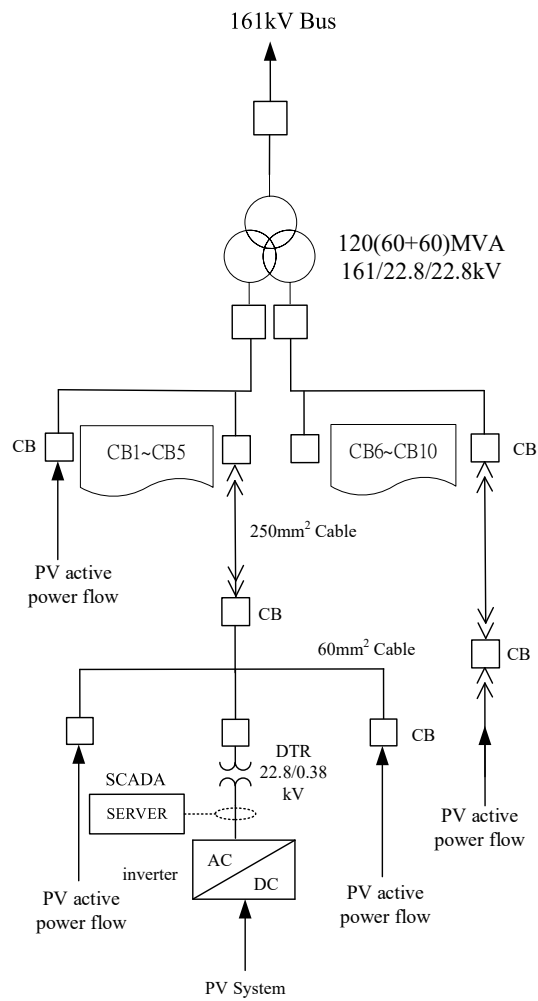 161kV Bus
120(60+60)MVA
161/22.8/22.8kV
CB
CB1~CB5
CB6~CB10
CB
250mm² Cable
PV active
power flow
CB
60mm² Cable
CB
CB
DTR
22.8/0.38
kV
SCADA
SERVER
PV active
power flow
inverter
AC
DC
PV active
power flow
PV active
power flow
PV System